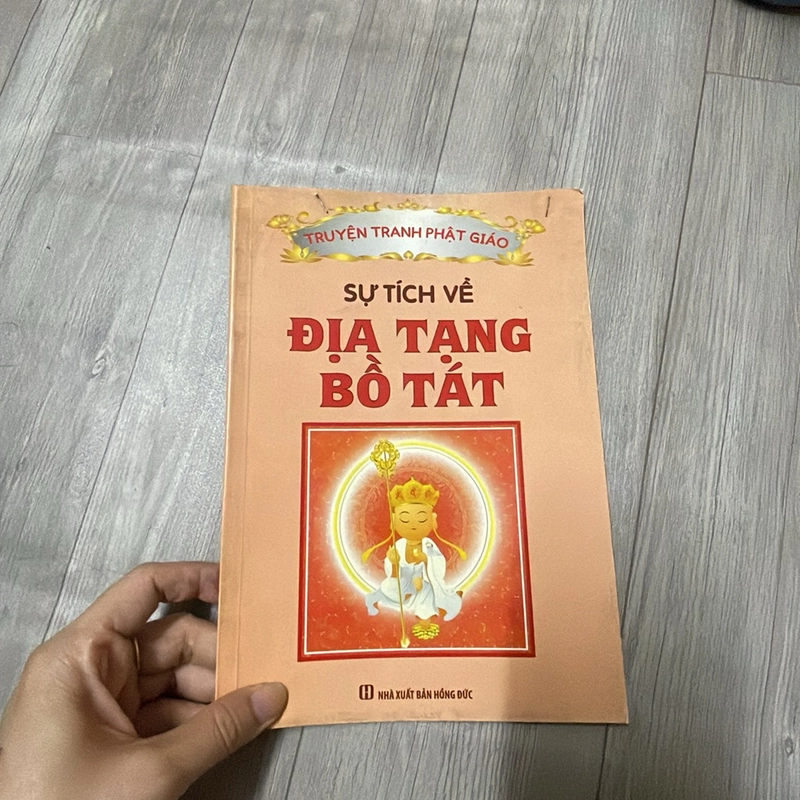 TRUYỆN TRANH PHẬT GIÁO
SỰ TÍCH VỀ
ĐỊA TẠNG
BỒ TÁT
NHÀ XUẤT BẢN HỒNG ĐỨC